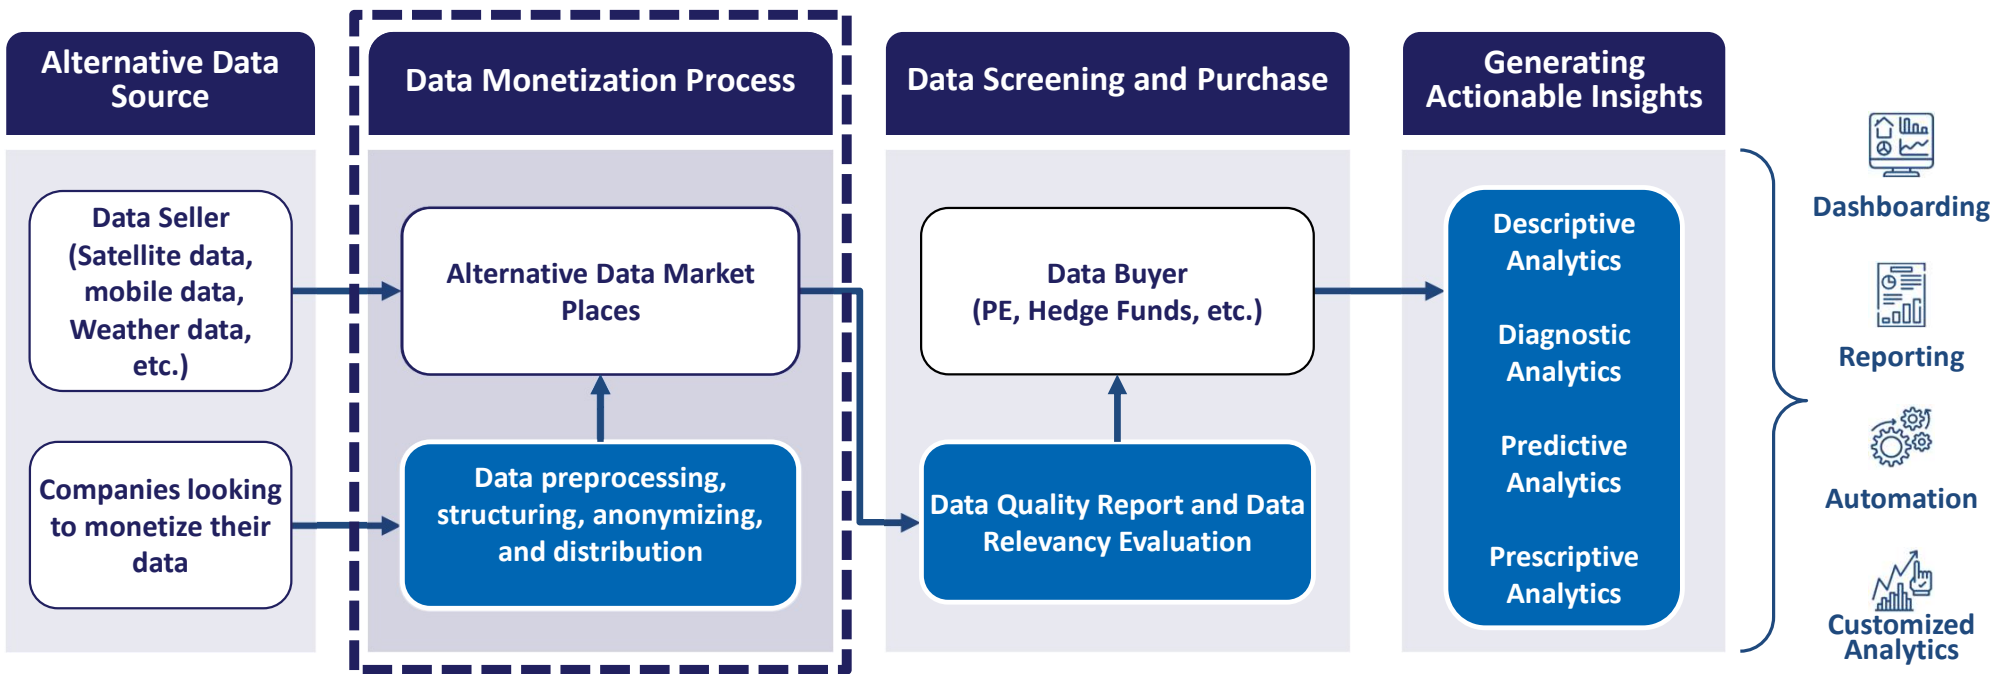 Alternative Data
Source
Data Monetization Process
Data Screening and Purchase
Generating
Actionable Insights
Data Seller
(Satellite data,
mobile data,
Weather data,
etc.)
Companies looking
to monetize their
data
Alternative Data Market
Places
Data preprocessing,
structuring, anonymizing,
and distribution
Data Buyer
(PE, Hedge Funds, etc.)
Data Quality Report and Data
Relevancy Evaluation
Descriptive
Analytics
Diagnostic
Analytics
Predictive
Analytics
Prescriptive
Analytics
Dashboarding
Reporting
Automation
Customized
Analytics